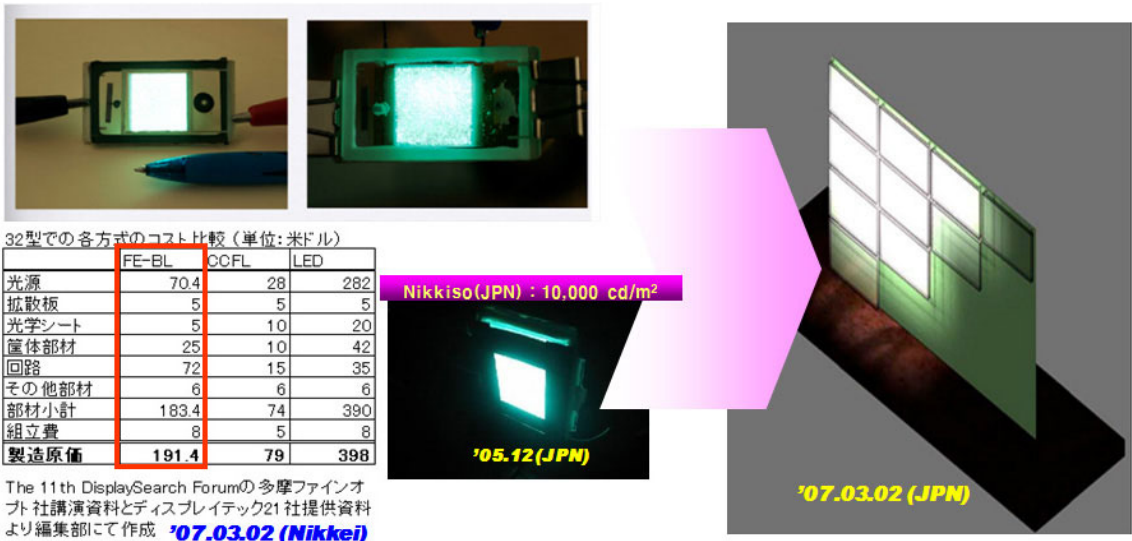 32型での各方式のコスト比較(単位:米ドル)
FE-BL CCFL LED
光源 70.4 28 282
拡散板 5 5 5
光学シート 5 10 20
筐体部材 25 10 42
回路 72 15 35
その他部材 6 6 6
部材小計 183.4 74 390
組立費 8 5 8
製造原価 191.4 79 398
The 11th DisplaySearch Forumの多摩ファインオ
プト社講演資料とディスプレイテック21社提供資料
より編集部にて作成 '07.03.02 (Nikkei)
Nikkiso(JPN) : 10,000 cd/m²
'05.12(JPN)
'07.03.02 (JPN)